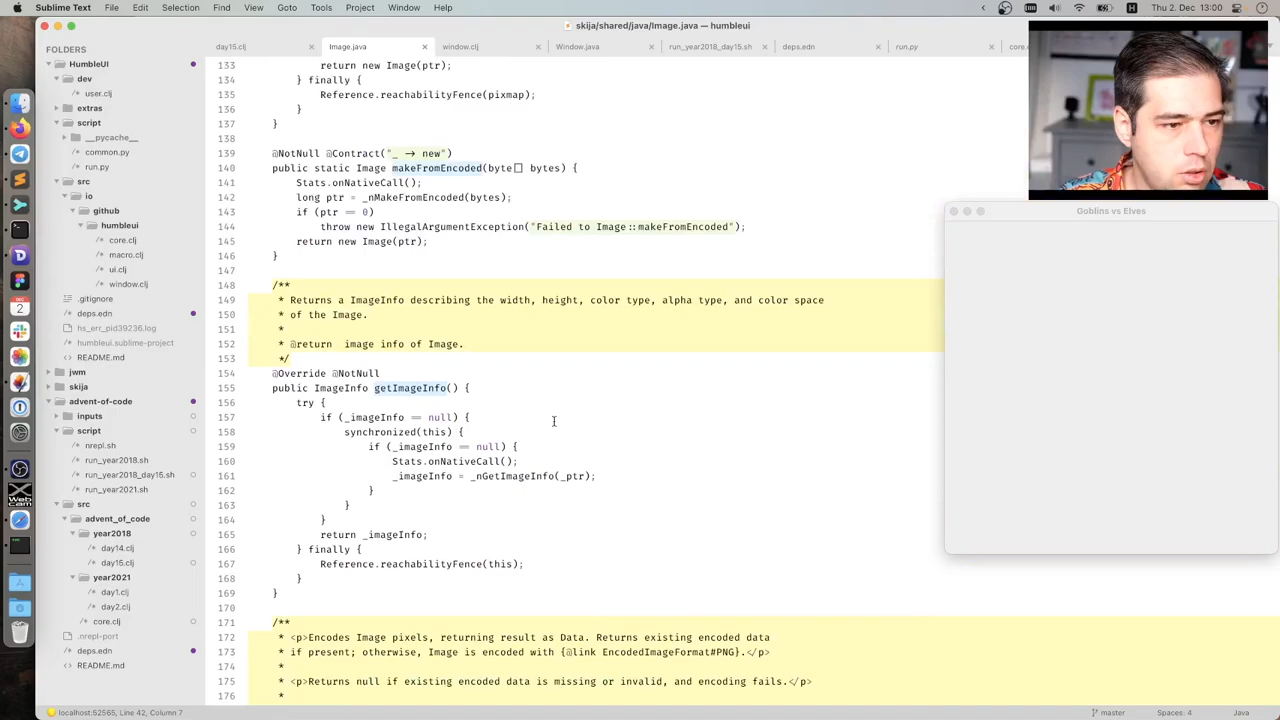 Sublime Text File Edit Selection Find View Goto Tools Project Window Help
Thu 2. Dec 13:00
skija/shared/java/Image.java — humbleui
FOLDERS
HumbleUI
dev
user.clj
extras
script
__pycache__
common.py
run.py
src
io
github
humbleui
core.clj
macro.clj
ui.clj
window.clj
.gitignore
deps.edn
hs_err_pid39236.log
humbleui.sublime-project
README.md
jwm
skija
advent-of-code
inputs
script
nrepl.sh
run_year2018.sh
run_year2018_day15.sh
run_year2021.sh
src
advent_of_code
year2018
day14.clj
day15.clj
year2021
day1.clj
day2.clj
core.clj
.nrepl-port
deps.edn
README.md
day15.clj
Image.java
window.clj
Window.java
run_year2018_day15.sh
deps.edn
run.py
133 return new Image(ptr);
134 } finally {
135 Reference.reachabilityFence(pixmap);
136 }
137 }
138
139 @NotNull @Contract("_ → new")
140 public static Image makeFromEncoded(byte[] bytes) {
141 Stats.onNativeCall();
142 long ptr = _nMakeFromEncoded(bytes);
143 if (ptr == 0)
144 throw new IllegalArgumentException("Failed to Image::makeFromEncoded");
145 return new Image(ptr);
146 }
147
148 /**
149 * Returns a ImageInfo describing the width, height, color type, alpha type, and color space
150 * of the Image.
151 *
152 * @return image info of Image.
153 */
154 @Override @NotNull
155 public ImageInfo getImageInfo() {
156 try {
157 if (_imageInfo == null) {
158 synchronized(this) {
159 if (_imageInfo == null) {
160 Stats.onNativeCall();
161 _imageInfo = _nGetImageInfo(_ptr);
162 }
163 }
164 }
165 return _imageInfo;
166 } finally {
167 Reference.reachabilityFence(this);
168 }
169 }
170
171 /**
172 * <p>Encodes Image pixels, returning result as Data. Returns existing encoded data
173 * if present; otherwise, Image is encoded with {@link EncodedImageFormat#PNG}.</p>
174 *
175 * <p>Returns null if existing encoded data is missing or invalid, and encoding fails.</p>
176 *
Goblins vs Elves
localhost:52565, Line 42, Column 7
master
Spaces: 4
Java